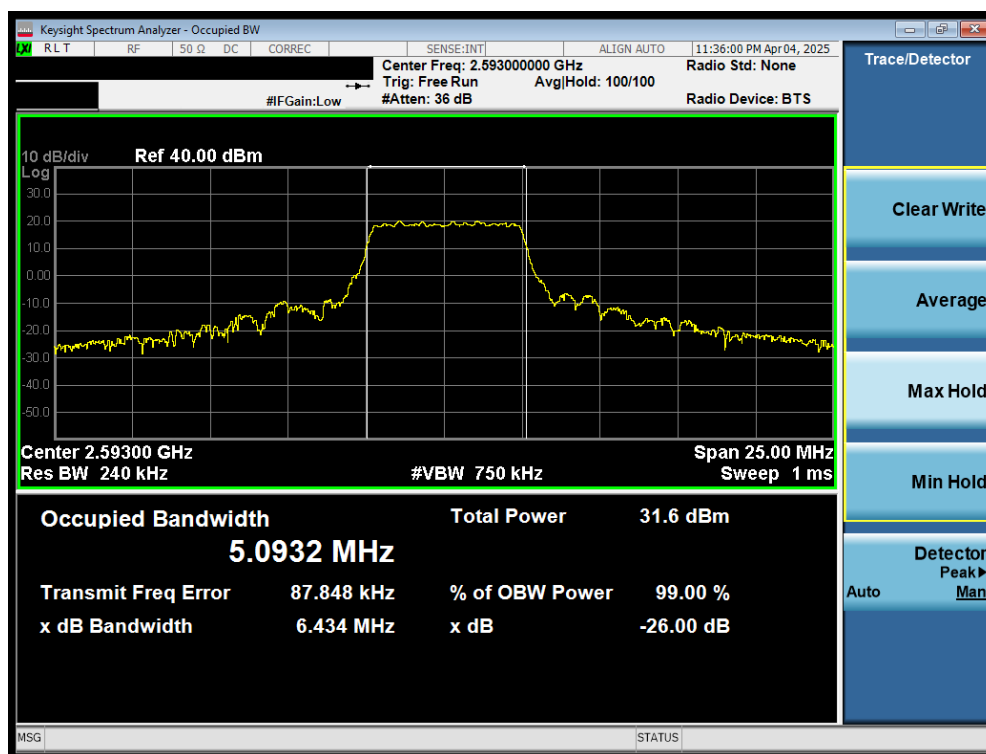 Keysight Spectrum Analyzer - Occupied BW
LXI RLT RF 50 Ω DC CORREC SENSE:INT ALIGN AUTO 11:36:00 PM Apr 04, 2025
Center Freq: 2.593000000 GHz Radio Std: None
Trig: Free Run Avg|Hold: 100/100
#IFGain:Low #Atten: 36 dB Radio Device: BTS
10 dB/div Ref 40.00 dBm
Log
30.0
20.0
10.0
0.00
-10.0
-20.0
-30.0
-40.0
-50.0
Center 2.59300 GHz Span 25.00 MHz
Res BW 240 kHz #VBW 750 kHz Sweep 1 ms
Occupied Bandwidth Total Power 31.6 dBm
5.0932 MHz
Transmit Freq Error 87.848 kHz % of OBW Power 99.00 %
x dB Bandwidth 6.434 MHz x dB -26.00 dB
MSG STATUS
Trace/Detector
Clear Write
Average
Max Hold
Min Hold
Detector
Peak
Auto Man